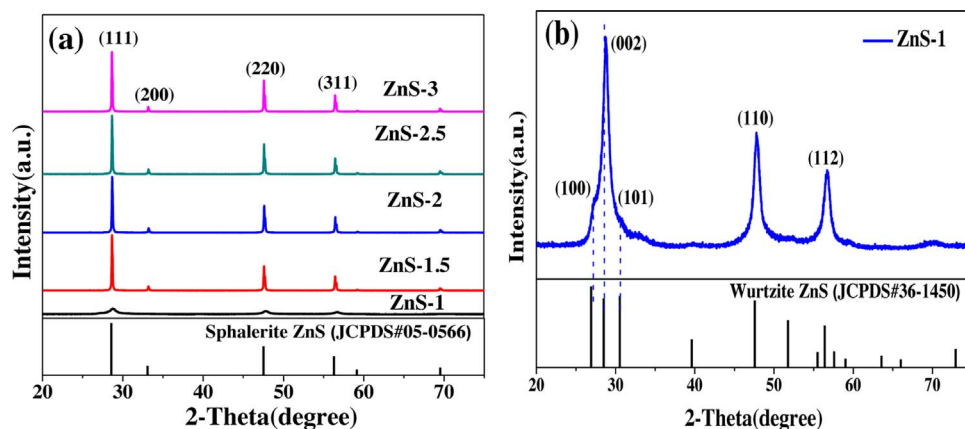 (a)
(111)
(200)
(220)
(311)
ZnS-3
ZnS-2.5
ZnS-2
ZnS-1.5
ZnS-1
Sphalerite ZnS (JCPDS#05-0566)
20 30 40 50 60 70
2-Theta(degree)
Intensity(a.u.)
(b)
ZnS-1
(002)
(110)
(112)
(100)
(101)
Wurtzite ZnS (JCPDS#36-1450)
20 30 40 50 60 70
2-Theta(degree)
Intensity(a.u.)